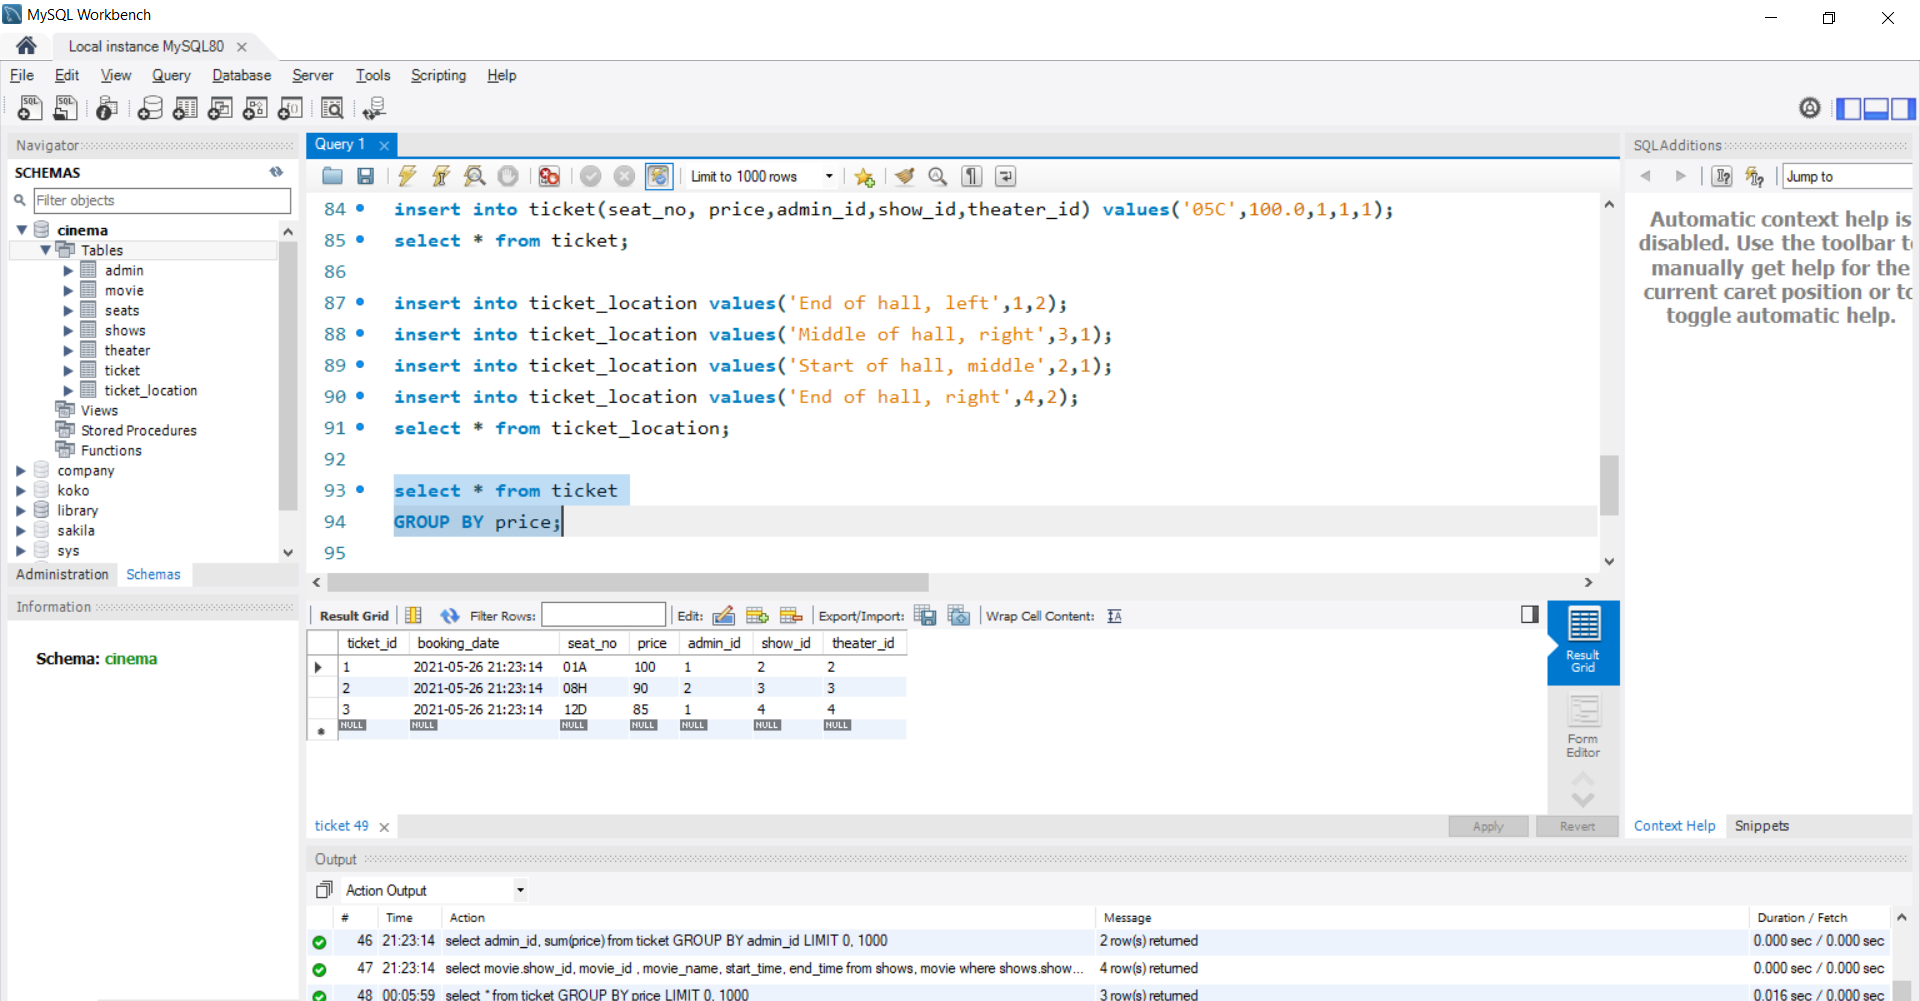 MySQL Workbench
Local instance MySQL80
File Edit View Query Database Server Tools Scripting Help
Navigator
SCHEMAS
Filter objects
cinema
Tables
admin
movie
seats
shows
theater
ticket
ticket_location
Views
Stored Procedures
Functions
company
koko
library
sakila
sys
Administration Schemas
Information
Schema: cinema
Query 1
Limit to 1000 rows
84 insert into ticket(seat_no, price,admin_id,show_id,theater_id) values('05C',100.0,1,1,1);
85 select * from ticket;
86
87 insert into ticket_location values('End of hall, left',1,2);
88 insert into ticket_location values('Middle of hall, right',3,1);
89 insert into ticket_location values('Start of hall, middle',2,1);
90 insert into ticket_location values('End of hall, right',4,2);
91 select * from ticket_location;
92
93 select * from ticket
94 GROUP BY price;
95
Result Grid Filter Rows: Edit: Export/Import: Wrap Cell Content:
ticket_id booking_date seat_no price admin_id show_id theater_id
1 2021-05-26 21:23:14 01A 100 1 2 2
2 2021-05-26 21:23:14 08H 90 2 3 3
3 2021-05-26 21:23:14 12D 85 1 4 4
NULL NULL NULL NULL NULL NULL NULL
Result
Grid
Form
Editor
ticket 49
Apply Revert
SQLAdditions
Jump to
Automatic context help is
disabled. Use the toolbar t
manually get help for the
current caret position or to
toggle automatic help.
Context Help Snippets
Output
Action Output
# Time Action Message Duration / Fetch
46 21:23:14 select admin_id, sum(price) from ticket GROUP BY admin_id LIMIT 0, 1000 2 row(s) returned 0.000 sec / 0.000 sec
47 21:23:14 select movie.show_id, movie_id , movie_name, start_time, end_time from shows, movie where shows.show... 4 row(s) returned 0.000 sec / 0.000 sec
48 00:05:59 select * from ticket GROUP BY price LIMIT 0, 1000 3 row(s) returned 0.016 sec / 0.000 sec